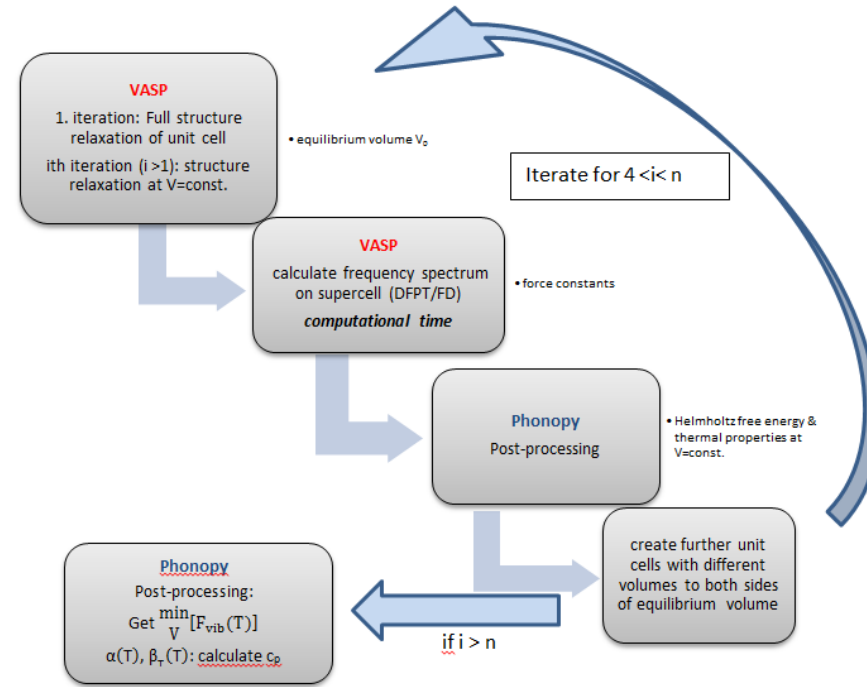 VASP
1. iteration: Full structure
relaxation of unit cell
ith iteration (i >1): structure
relaxation at V=const.
• equilibrium volume V₀
Iterate for 4 <i< n
VASP
calculate frequency spectrum
on supercell (DFPT/FD)
computational time
• force constants
Phonopy
Post-processing
• Helmholtz free energy &
thermal properties at
V=const.
create further unit
cells with different
volumes to both sides
of equilibrium volume
if i > n
Phonopy
Post-processing:
Get min/V [Fvib(T)]
α(T), βT(T): calculate cp